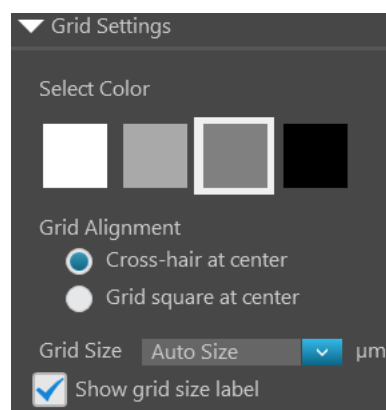 Grid Settings
Select Color
Grid Alignment
Cross-hair at center
Grid square at center
Grid Size Auto Size µm
Show grid size label